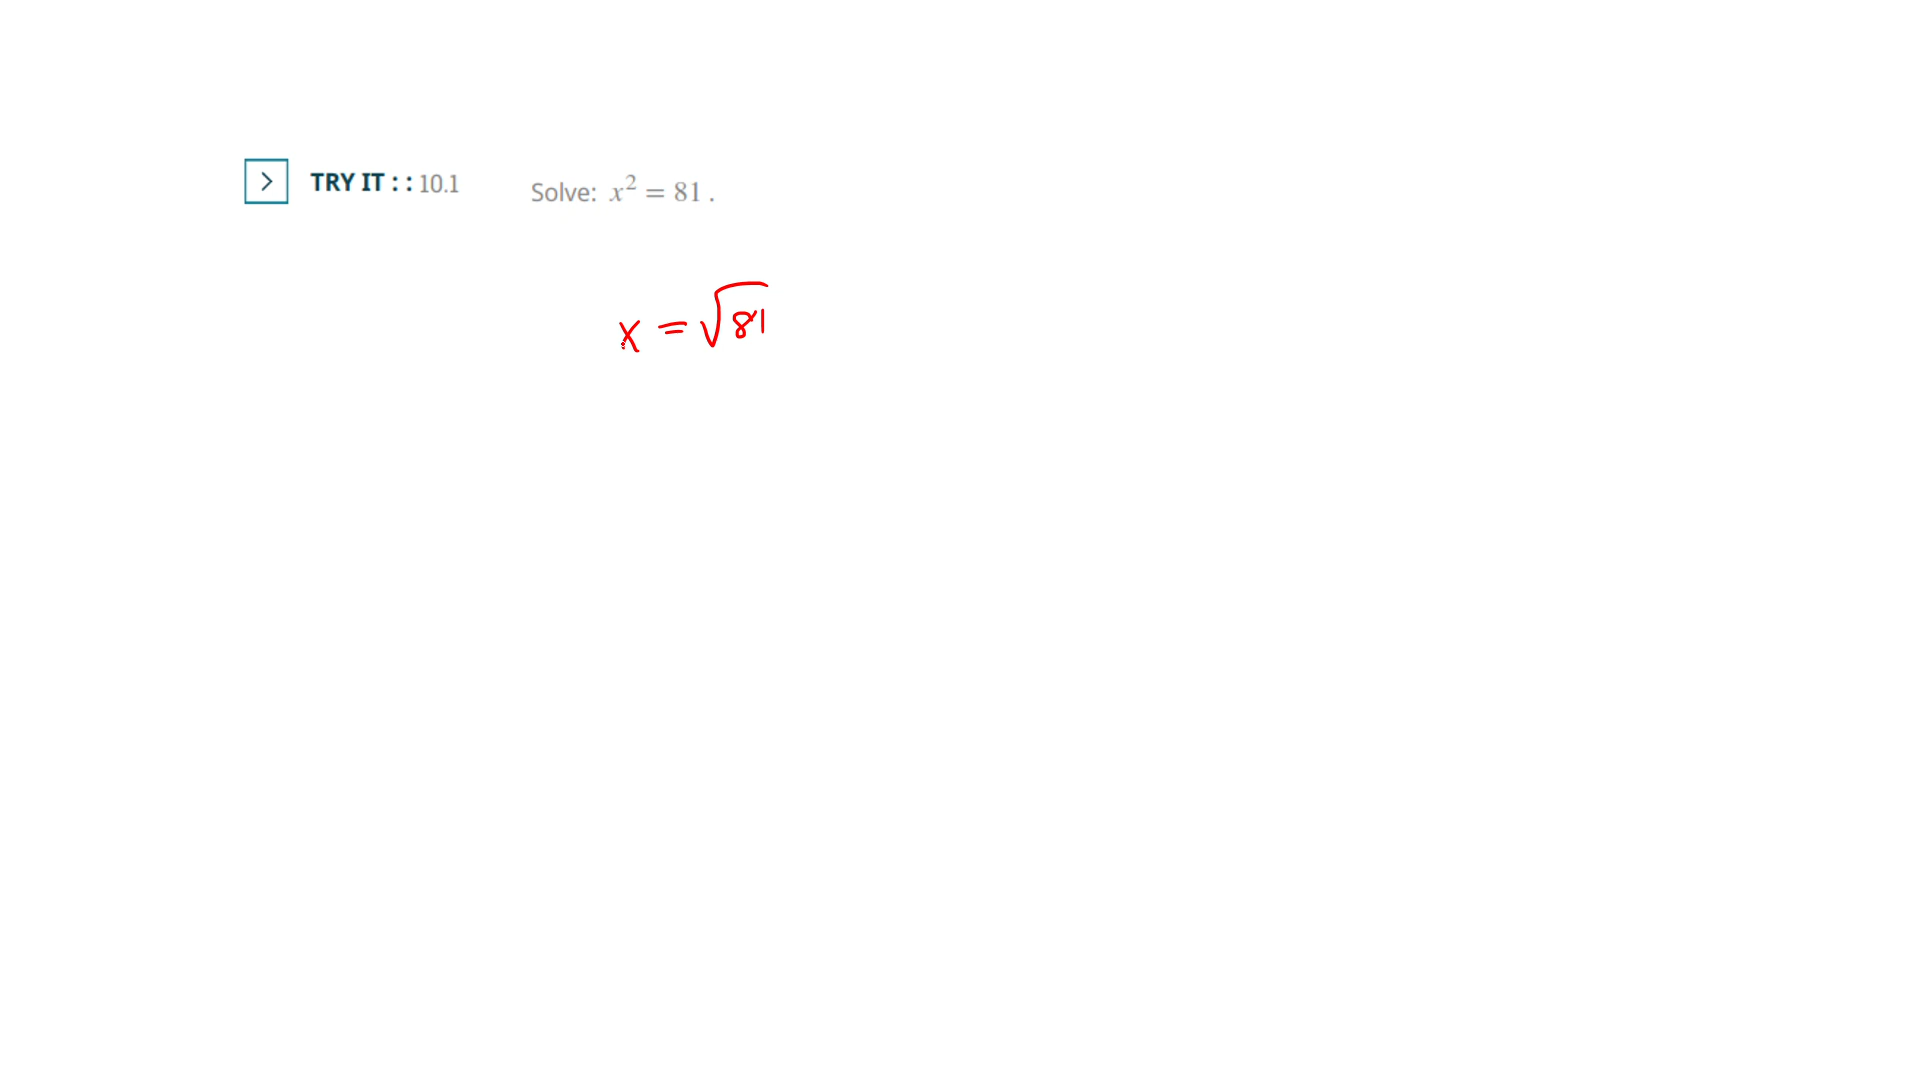 > TRY IT : : 10.1 Solve: x² = 81 .
x = √81